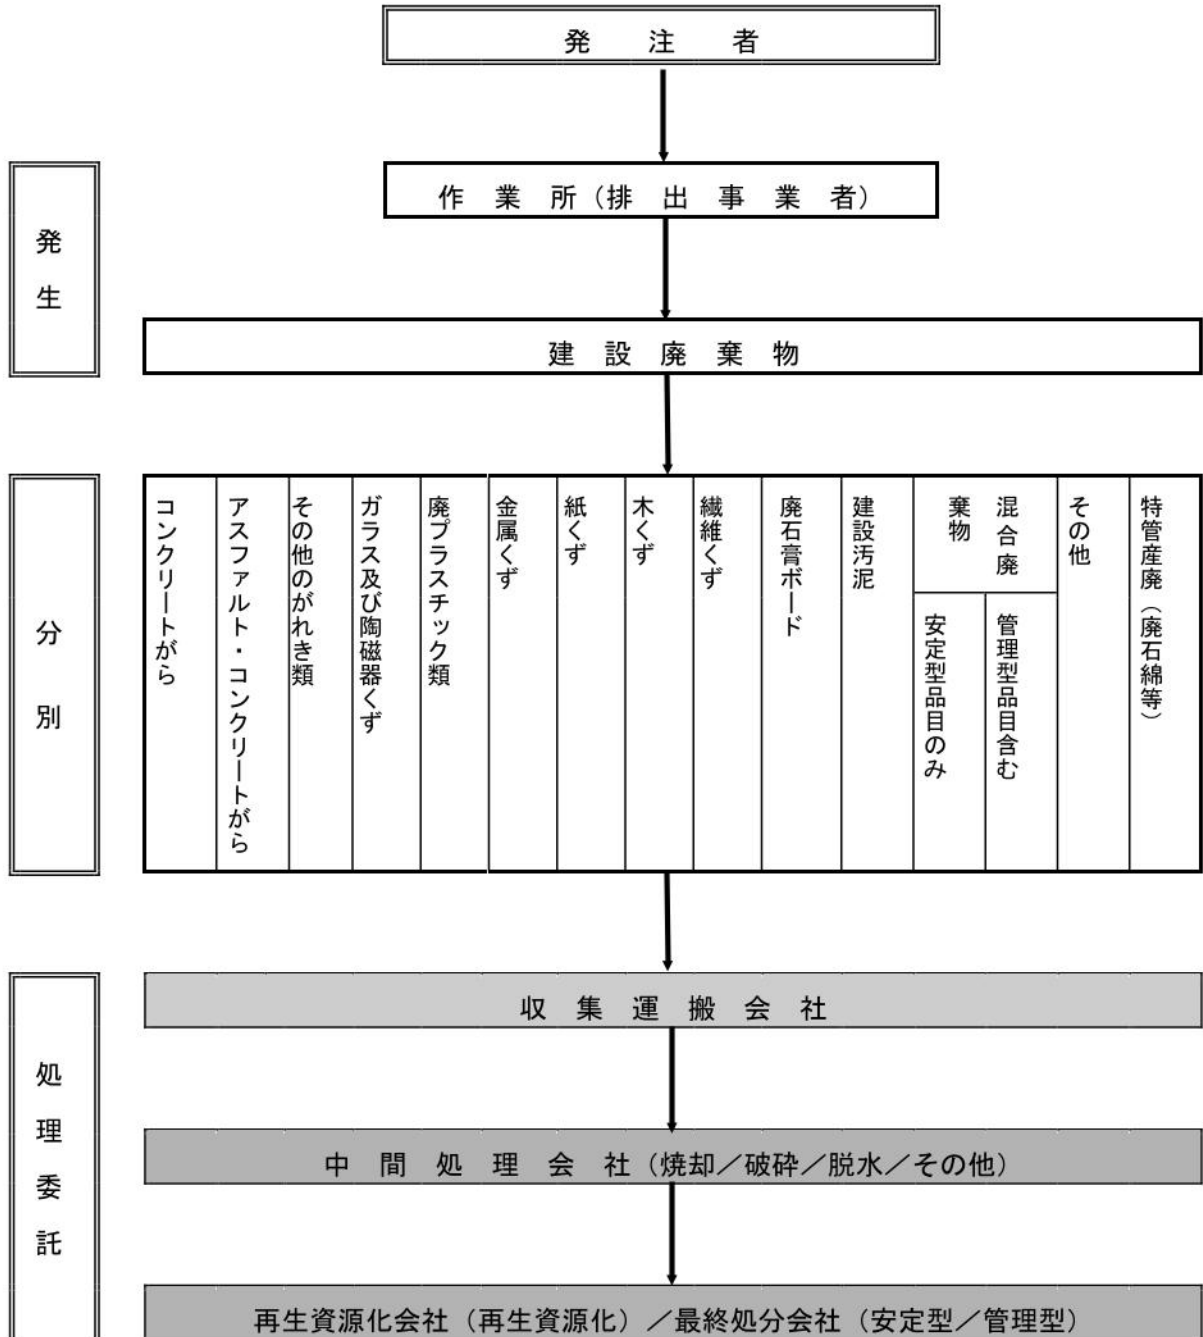 発注者
発生
作業所（排出事業者）
建設廃棄物
分別
コンクリートがら
アスファルト・コンクリートがら
その他のがれき類
ガラス及び陶磁器くず
廃プラスチック類
金属くず
紙くず
木くず
繊維くず
廃石膏ボード
建設汚泥
混合廃
棄物
安定型品目のみ
管理型品目含む
その他
特管産廃（廃石綿等）
処理委託
収集運搬会社
中間処理会社（焼却／破砕／脱水／その他）
再生資源化会社（再生資源化）／最終処分会社（安定型／管理型）